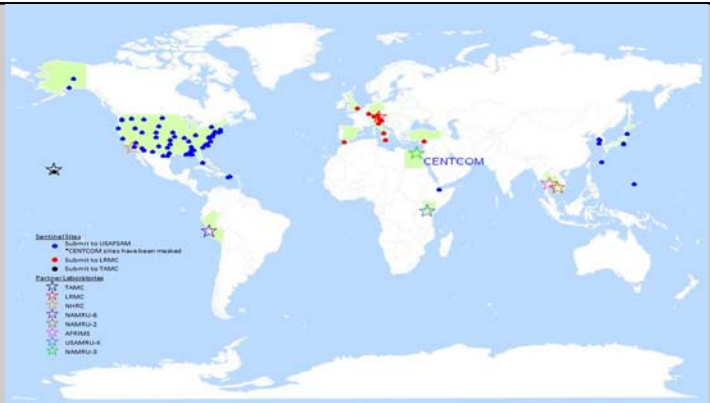 CENTCOM
Sentinel Sites
Submit to USAFSAM
*CENTCOM sites have been masked
Submit to LRMC
Submit to TAMC
Partner Laboratories
TAMC
LRMC
NHRC
NAMRU-6
NAMRU-2
AFRIMS
USAMRU-K
NAMRU-3